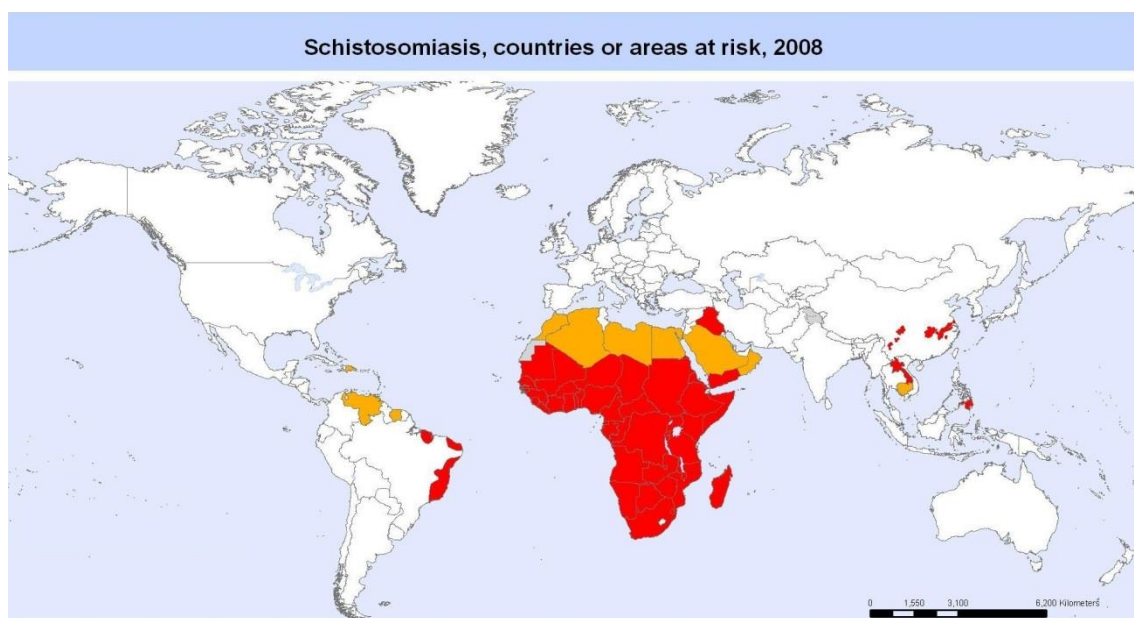 Schistosomiasis, countries or areas at risk, 2008
0 1,550 3,100 6,200 Kilometers